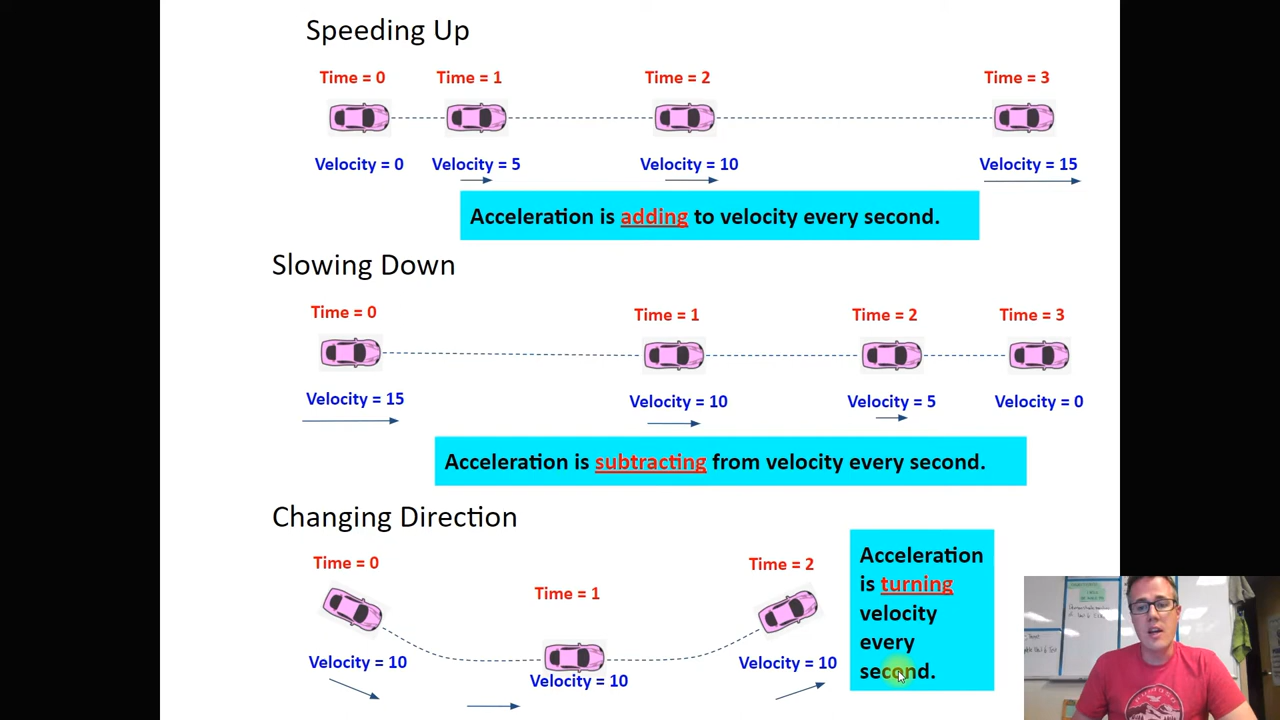 Speeding Up
Time = 0
Time = 1
Time = 2
Time = 3
Velocity = 0
Velocity = 5
Velocity = 10
Velocity = 15
Acceleration is adding to velocity every second.
Slowing Down
Time = 0
Time = 1
Time = 2
Time = 3
Velocity = 15
Velocity = 10
Velocity = 5
Velocity = 0
Acceleration is subtracting from velocity every second.
Changing Direction
Time = 0
Time = 1
Time = 2
Velocity = 10
Velocity = 10
Velocity = 10
Acceleration
is turning
velocity
every
second.